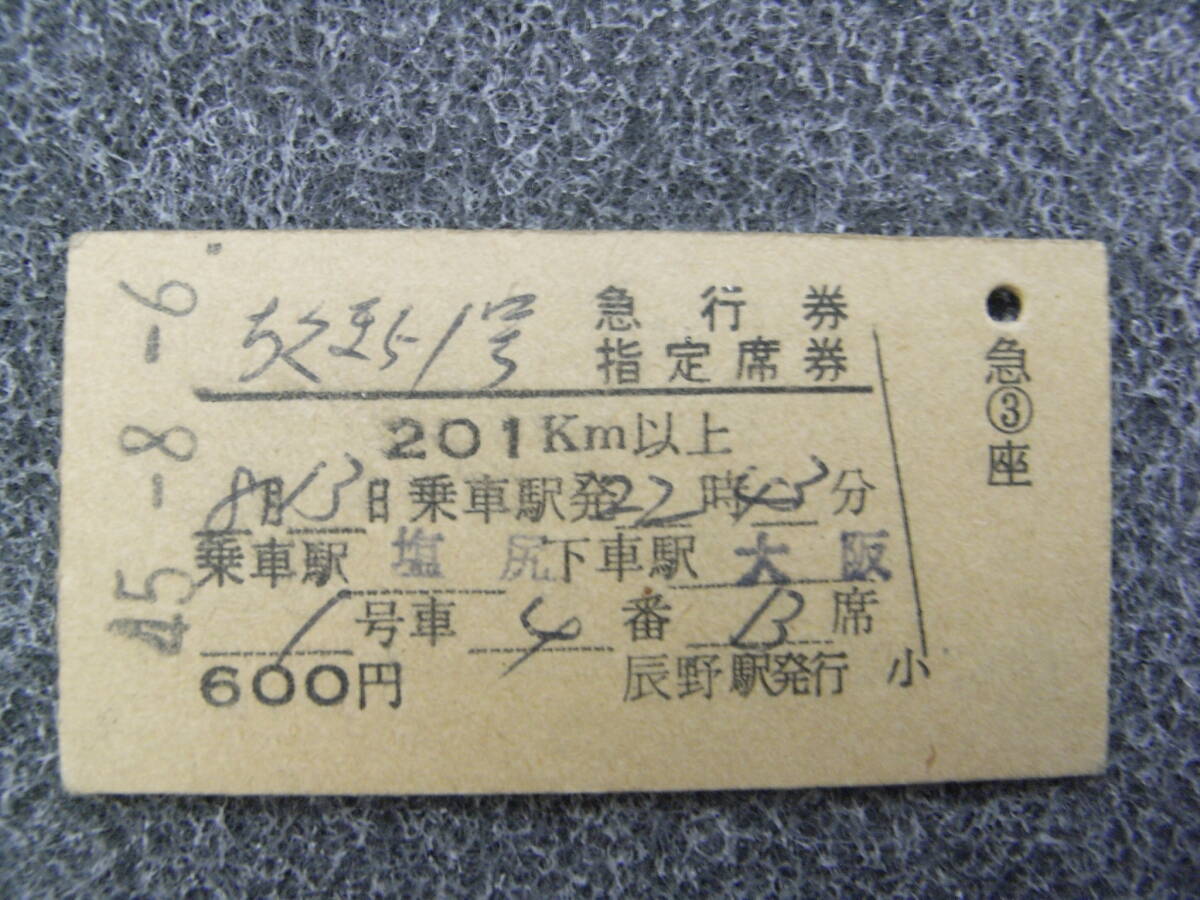 45-8-6
ちくま51号 急行券
指定席券
201Km以上
8月13日乗車駅発22時43分
乗車駅 塩尻 下車駅 大阪
1号車 4番 B席
600円 辰野駅発行 小
急③座